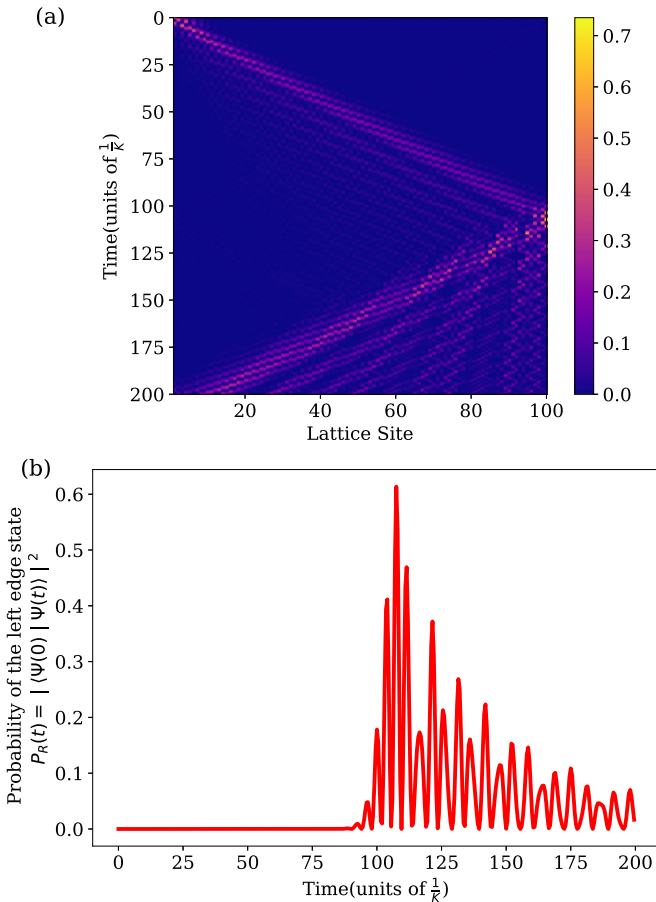 (a)
0
25
50
75
100
125
150
175
200
Time(units of 1/K)
20 40 60 80 100
Lattice Site
0.7
0.6
0.5
0.4
0.3
0.2
0.1
0.0
(b)
0.6
0.5
0.4
0.3
0.2
0.1
0.0
Probability of the left edge state
P_R(t) = | ⟨Ψ(0) | Ψ(t)⟩ | ²
0 25 50 75 100 125 150 175 200
Time(units of 1/K)